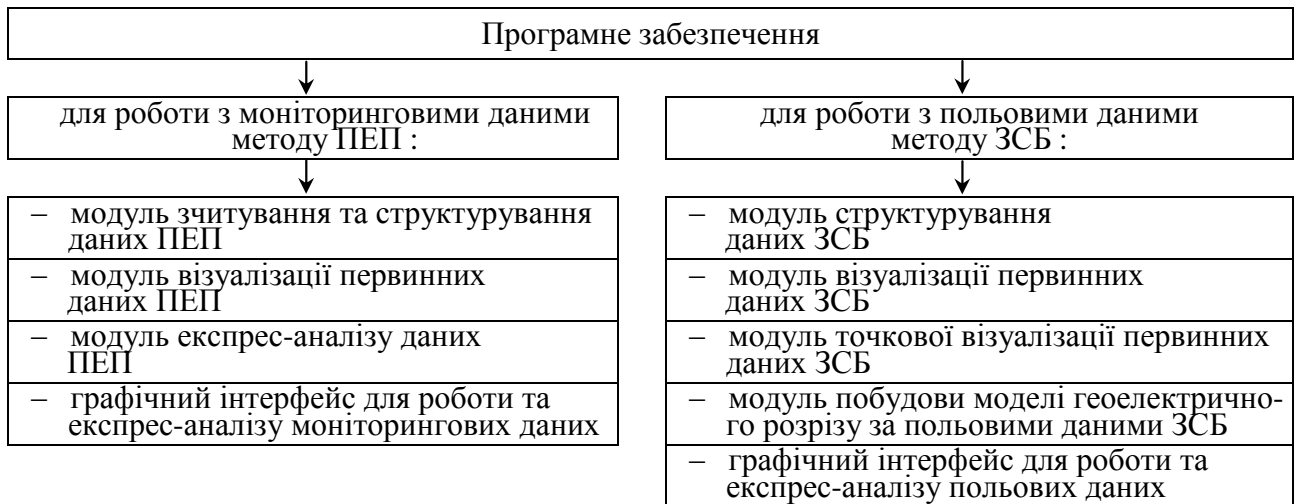 Програмне забезпечення
для роботи з моніторинговими даними
методу ПЕП :
– модуль зчитування та структурування
даних ПЕП
– модуль візуалізації первинних
даних ПЕП
– модуль експрес-аналізу даних
ПЕП
– графічний інтерфейс для роботи та
експрес-аналізу моніторингових даних
для роботи з польовими даними
методу ЗСБ :
– модуль структурування
даних ЗСБ
– модуль візуалізації первинних
даних ЗСБ
– модуль точкової візуалізації первинних
даних ЗСБ
– модуль побудови моделі геоелектрично-
го розрізу за польовими даними ЗСБ
– графічний інтерфейс для роботи та
експрес-аналізу польових даних